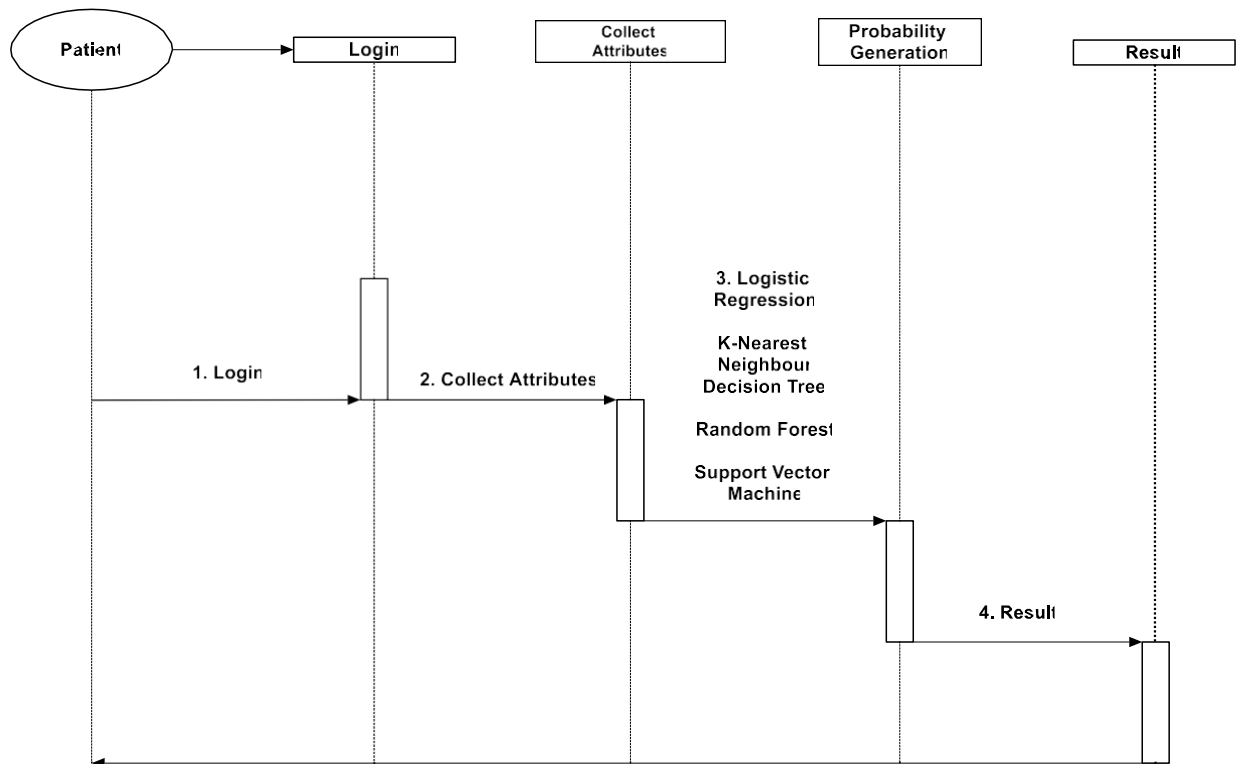 Patient
Login
Collect
Attributes
Probability
Generation
Result
3. Logistic
Regression
K-Nearest
Neighbour
Decision Tree
1. Login
2. Collect Attributes
Random Forest
Support Vector
Machine
4. Result